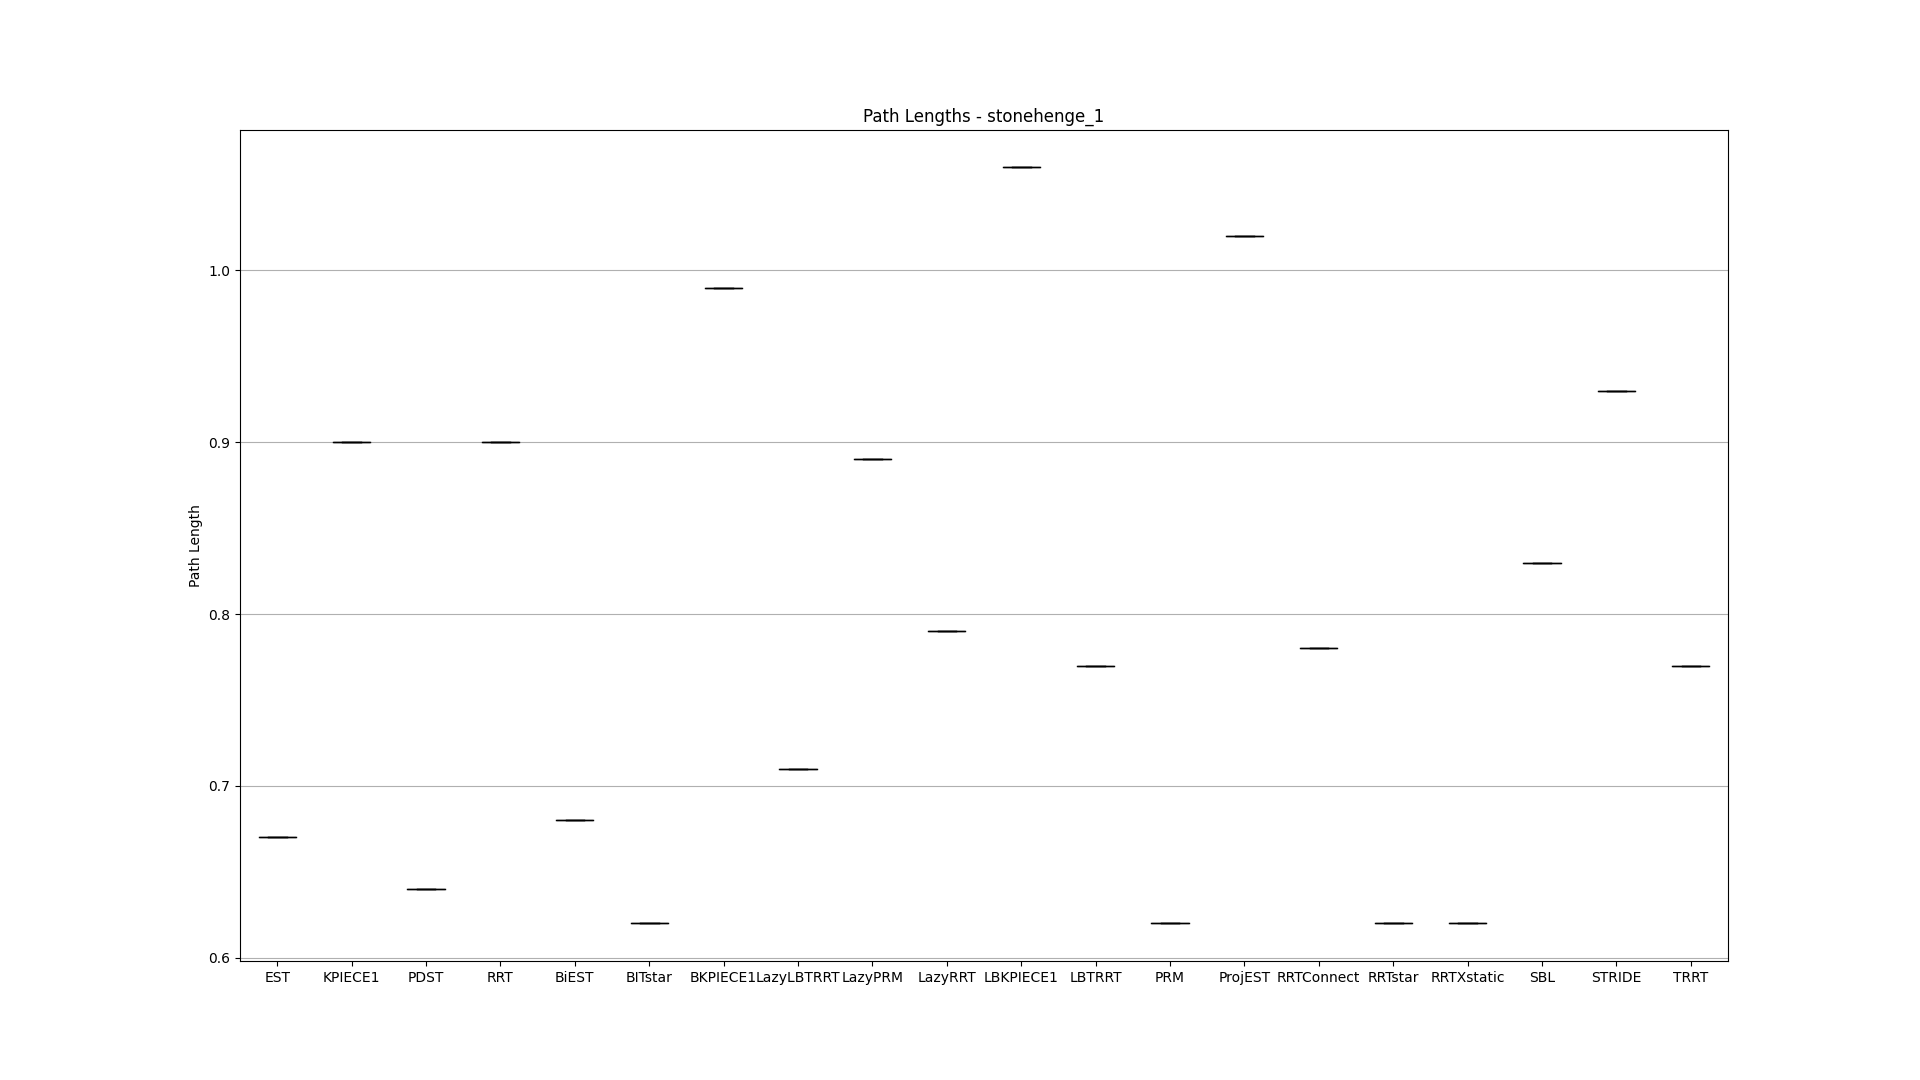 Path Lengths - stonehenge_1
1.0
0.9
0.8
0.7
0.6
Path Length
EST KPIECE1 PDST RRT BiEST BITstar BKPIECE1 LazyLBTRRT LazyPRM LazyRRT LBKPIECE1 LBTRRT PRM ProjEST RRTConnect RRTstar RRTXstatic SBL STRIDE TRRT